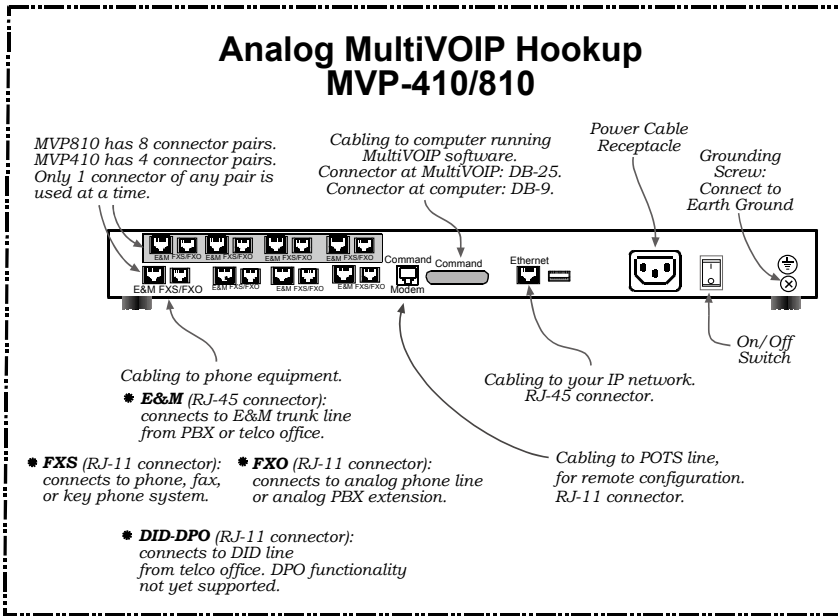 Analog MultiVOIP Hookup
MVP-410/810
MVP810 has 8 connector pairs.
MVP410 has 4 connector pairs.
Only 1 connector of any pair is
used at a time.
Cabling to computer running
MultiVOIP software.
Connector at MultiVOIP: DB-25.
Connector at computer: DB-9.
Power Cable
Receptacle
Grounding
Screw:
Connect to
Earth Ground
E&M FXS/FXO E&M FXS/FXO E&M FXS/FXO E&M FXS/FXO
Command
Modem
Command
Ethernet
E&M FXS/FXO E&M FXS/FXO E&M FXS/FXO E&M FXS/FXO
On/Off
Switch
Cabling to phone equipment.
E&M (RJ-45 connector):
connects to E&M trunk line
from PBX or telco office.
FXS (RJ-11 connector):
connects to phone, fax,
or key phone system.
FXO (RJ-11 connector):
connects to analog phone line
or analog PBX extension.
DID-DPO (RJ-11 connector):
connects to DID line
from telco office. DPO functionality
not yet supported.
Cabling to your IP network.
RJ-45 connector.
Cabling to POTS line,
for remote configuration.
RJ-11 connector.